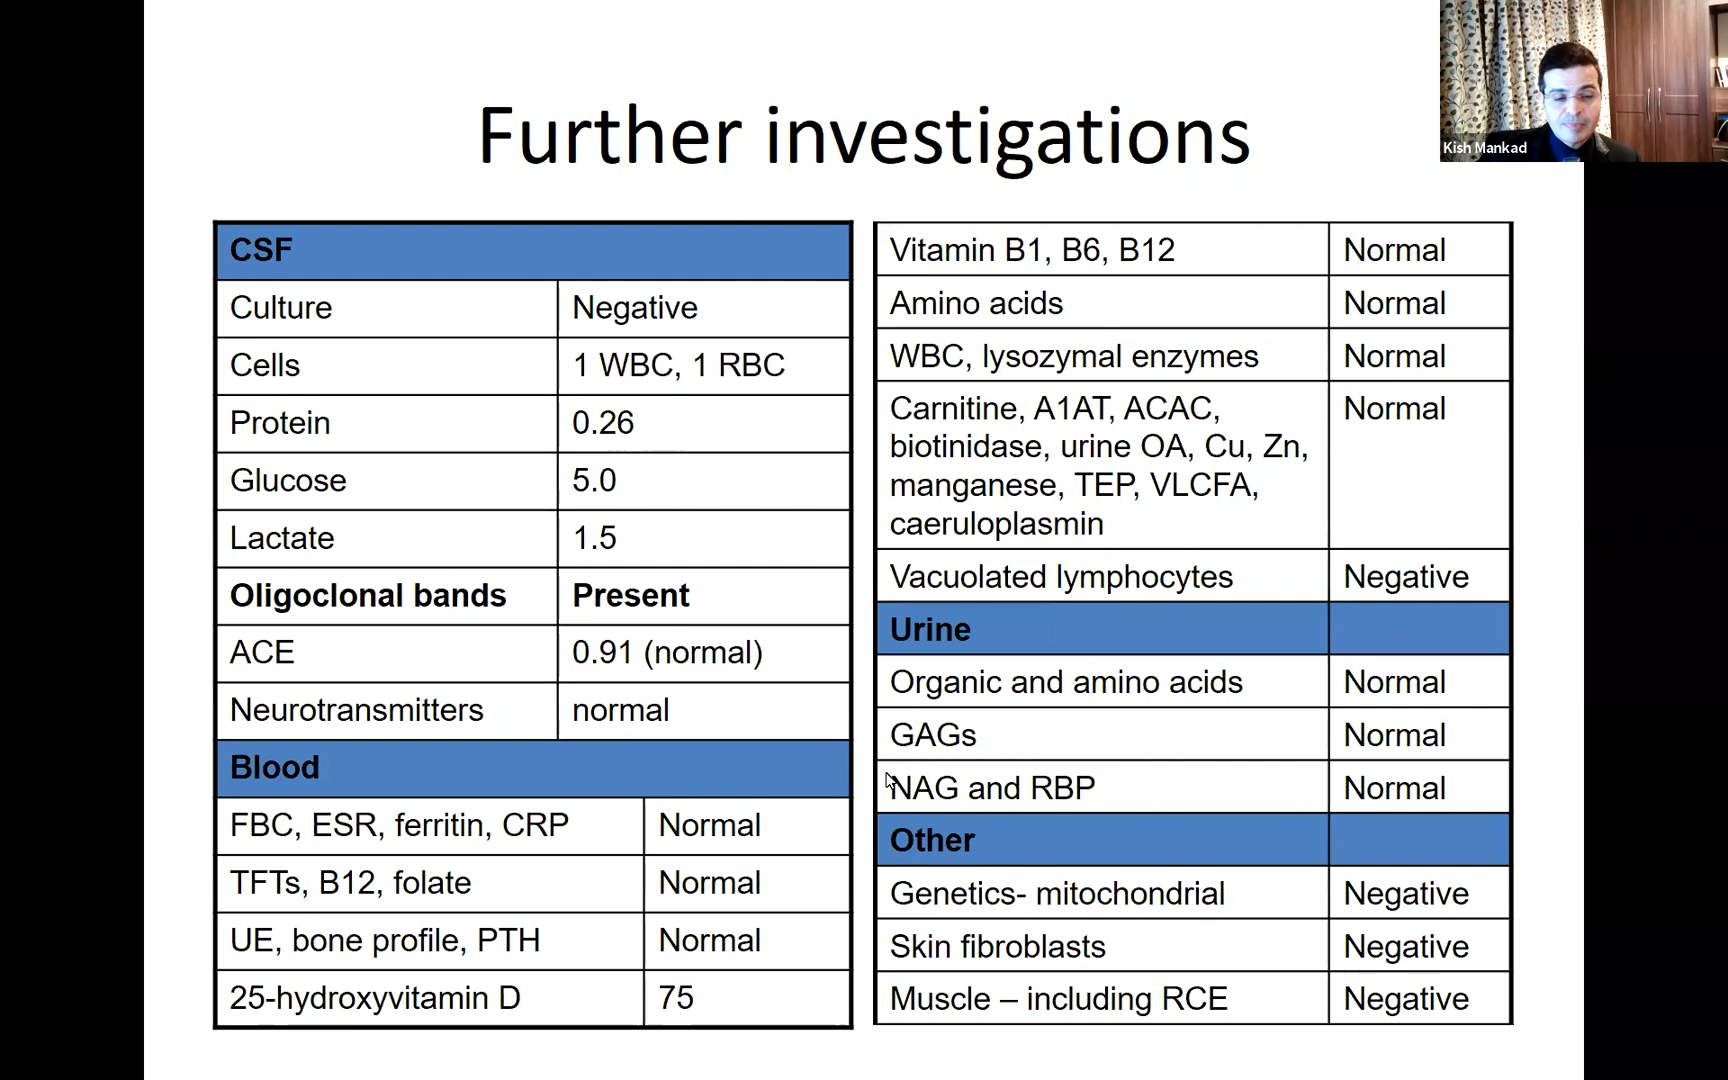 Further investigations
Kish Mankad
CSF
Culture Negative
Cells 1 WBC, 1 RBC
Protein 0.26
Glucose 5.0
Lactate 1.5
Oligoclonal bands Present
ACE 0.91 (normal)
Neurotransmitters normal
Blood
FBC, ESR, ferritin, CRP Normal
TFTs, B12, folate Normal
UE, bone profile, PTH Normal
25-hydroxyvitamin D 75
Vitamin B1, B6, B12 Normal
Amino acids Normal
WBC, lysozymal enzymes Normal
Carnitine, A1AT, ACAC, Normal
biotinidase, urine OA, Cu, Zn,
manganese, TEP, VLCFA,
caeruloplasmin
Vacuolated lymphocytes Negative
Urine
Organic and amino acids Normal
GAGs Normal
NAG and RBP Normal
Other
Genetics- mitochondrial Negative
Skin fibroblasts Negative
Muscle – including RCE Negative